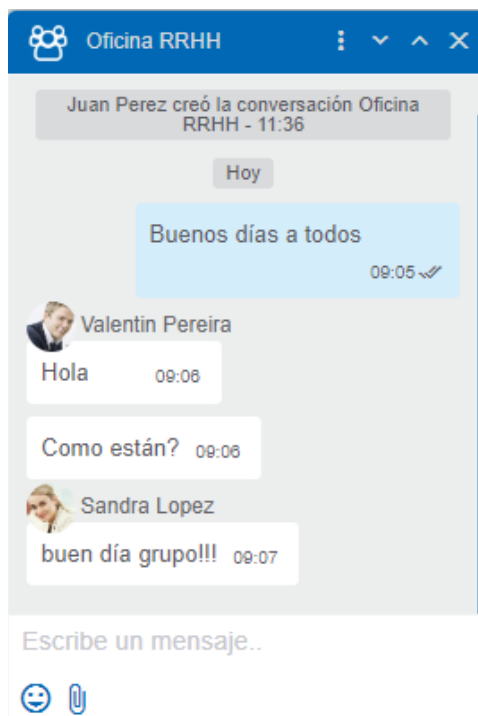 Oficina RRHH
Juan Perez creó la conversación Oficina
RRHH - 11:36
Hoy
Buenos días a todos
09:05
Valentin Pereira
Hola 09:06
Como están? 09:06
Sandra Lopez
buen día grupo!!! 09:07
Escribe un mensaje..